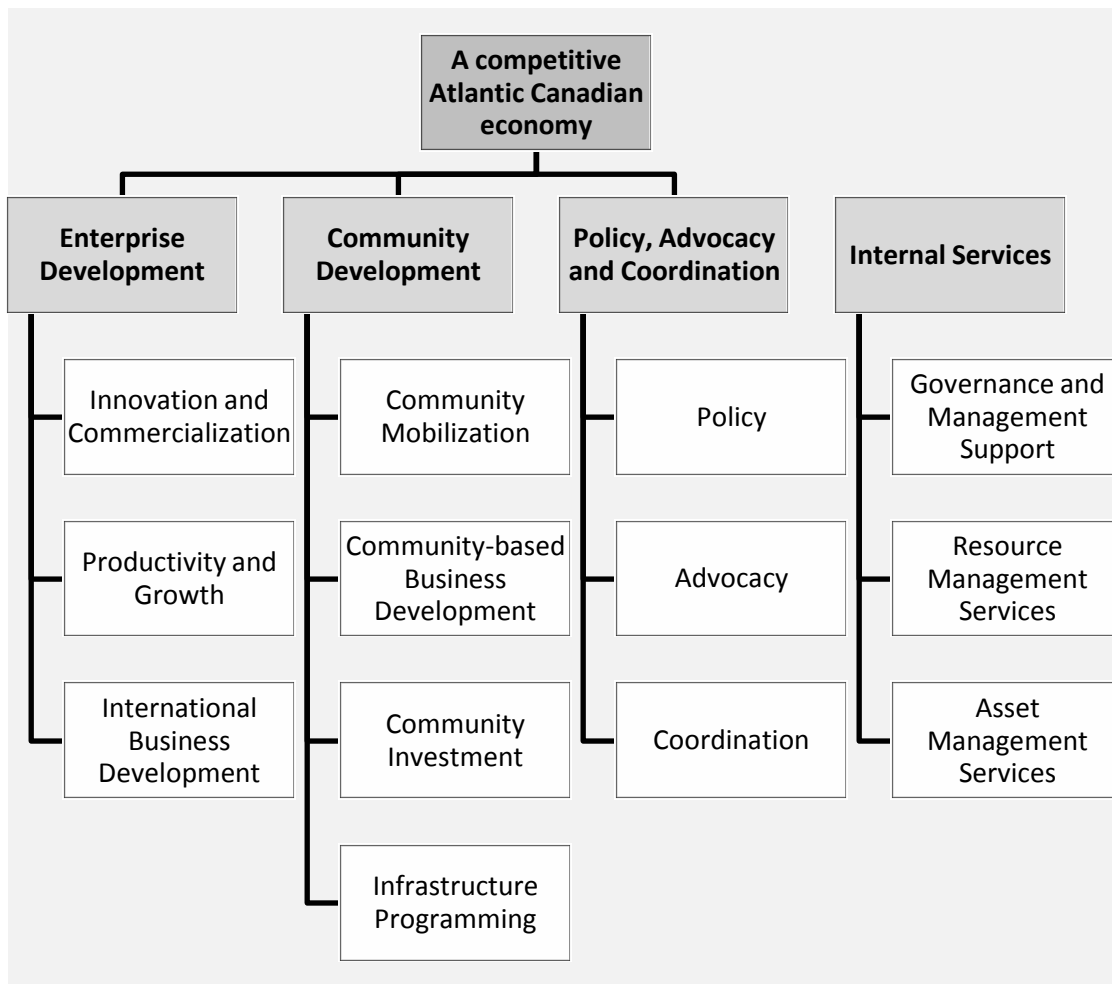 A competitive
Atlantic Canadian
economy
Enterprise
Development
Community
Development
Policy, Advocacy
and Coordination
Internal Services
Innovation and
Commercialization
Productivity and
Growth
International
Business
Development
Community
Mobilization
Community-based
Business
Development
Community
Investment
Infrastructure
Programming
Policy
Advocacy
Coordination
Governance and
Management
Support
Resource
Management
Services
Asset
Management
Services